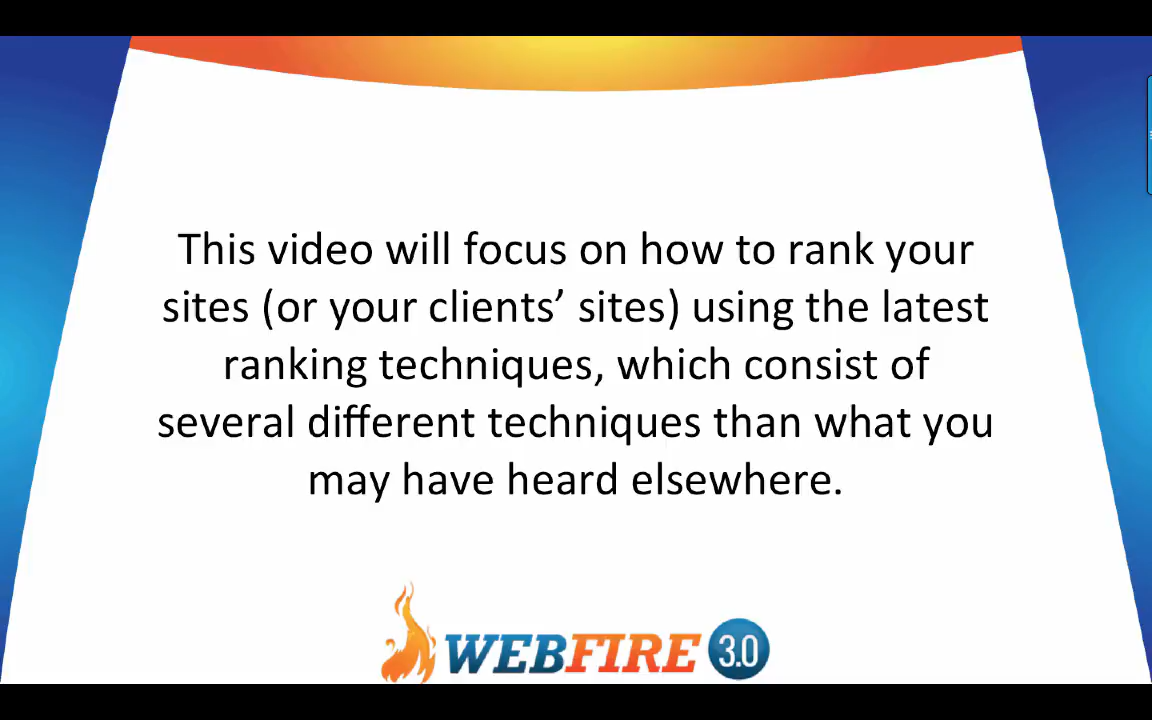 This video will focus on how to rank your
sites (or your clients’ sites) using the latest
ranking techniques, which consist of
several different techniques than what you
may have heard elsewhere.
WEBFIRE 3.0